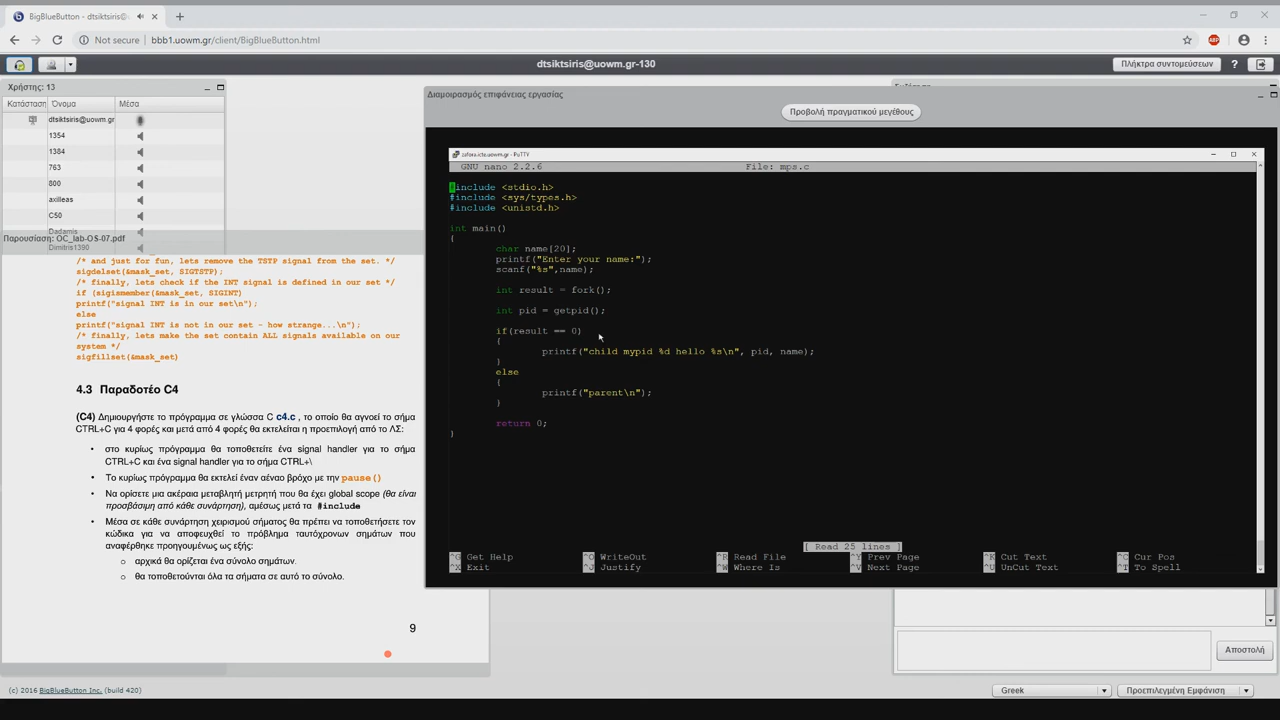 BigBlueButton - dtsiktsiris@
Not secure
bbb1.uowm.gr/client/BigBlueButton.html
ABP
dtsiktsiris@uowm.gr-130
Πλήκτρα συντομεύσεων
?
Χρήστης: 13
Κατάσταση
Όνομα
Μέσα
dtsiktsiris@uowm.gr
1354
1384
763
800
axilleas
C50
Dadamis
Dimitris1390
Παρουσίαση: OC_lab-OS-07.pdf
/* and just for fun, lets remove the TSTP signal from the set. */
sigdelset(&mask_set, SIGTSTP);
/* finally, lets check if the INT signal is defined in our set */
if (sigismember(&mask_set, SIGINT)
printf("signal INT is in our set\n");
else
printf("signal INT is not in our set - how strange...\n");
/* finally, lets make the set contain ALL signals available on our
system */
sigfillset(&mask_set)
4.3 Παραδοτέο C4
(C4) Δημιουργήστε το πρόγραμμα σε γλώσσα C c4.c , το οποίο θα αγνοεί το σήμα
CTRL+C για 4 φορές και μετά από 4 φορές θα εκτελείται η προεπιλογή από το ΛΣ:
• στο κυρίως πρόγραμμα θα τοποθετείτε ένα signal handler για το σήμα
CTRL+C και ένα signal handler για το σήμα CTRL+\
• Το κυρίως πρόγραμμα θα εκτελεί έναν αέναο βρόχο με την pause()
• Να ορίσετε μια ακέραια μεταβλητή μετρητή που θα έχει global scope (θα είναι
προσβάσιμη από κάθε συνάρτηση), αμέσως μετά τα #include
• Μέσα σε κάθε συνάρτηση χειρισμού σήματος θα πρέπει να τοποθετήσετε τον
κώδικα για να αποφευχθεί το πρόβλημα ταυτόχρονων σημάτων που
αναφέρθηκε προηγουμένως ως εξής:
o αρχικά θα ορίζεται ένα σύνολο σημάτων.
o θα τοποθετούνται όλα τα σήματα σε αυτό το σύνολο.
9
Διαμοιρασμός επιφάνειας εργασίας
Προβολή πραγματικού μεγέθους
zafora.icte.uowm.gr - PuTTY
GNU nano 2.2.6
File: mps.c
#include <stdio.h>
#include <sys/types.h>
#include <unistd.h>
int main()
{
char name[20];
printf("Enter your name:");
scanf("%s",name);
int result = fork();
int pid = getpid();
if(result == 0)
{
printf("child mypid %d hello %s\n", pid, name);
}
else
{
printf("parent\n");
}
return 0;
}
[ Read 25 lines ]
^G Get Help ^O WriteOut ^R Read File ^Y Prev Page ^K Cut Text ^C Cur Pos
^X Exit ^J Justify ^W Where Is ^V Next Page ^U UnCut Text ^T To Spell
Αποστολή
(c) 2016 BigBlueButton Inc. (build 420)
Greek
Προεπιλεγμένη Εμφάνιση